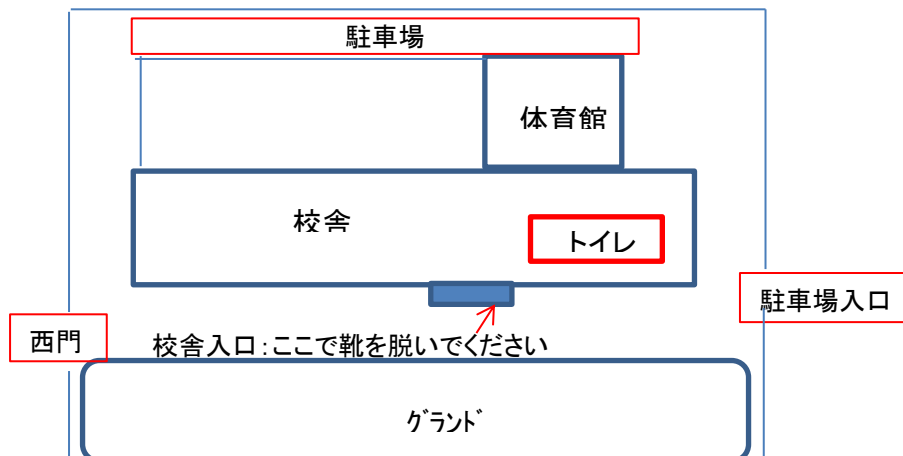 駐車場
体育館
校舎
トイレ
駐車場入口
西門
校舎入口：ここで靴を脱いでください
グランド